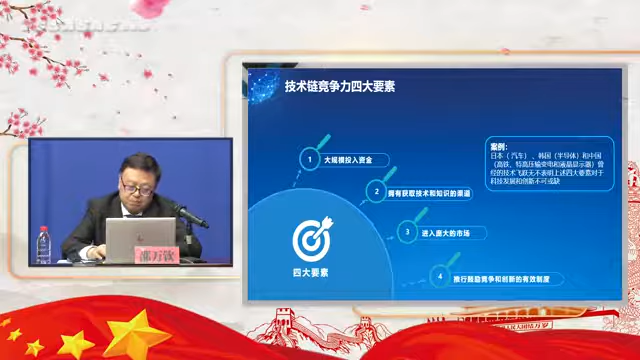 技术链竞争力四大要素
1 大规模投入资金
2 拥有获取技术和知识的渠道
3 进入庞大的市场
4 推行鼓励竞争和创新的有效制度
四大要素
案例：
日本（汽车）、韩国（半导体）和中国
（高铁、特高压输变电和液晶显示器）曾
经的技术飞跃无不表明上述四大要素对于
科技发展和创新不可或缺
邢万钦